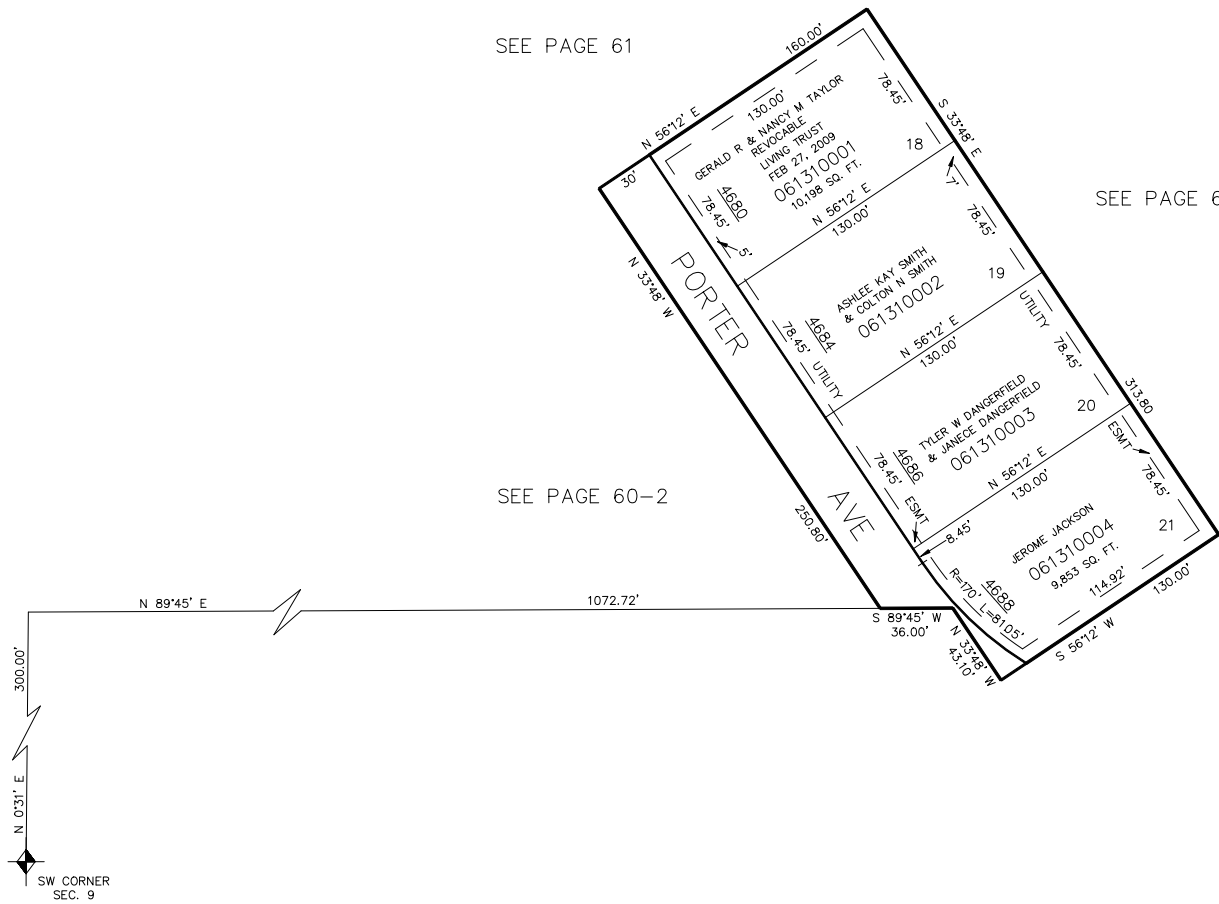 SEE PAGE 61
160.00'
N 56°12' E
130.00'
78.45'
S 33°48' E
GERALD R & NANCY M TAYLOR
REVOCABLE
LIVING TRUST
FEB 27, 2009
061310001
10,198 SQ. FT.
18
30'
4680
78.45'
5'
7'
N 56°12' E
130.00'
SEE PAGE
N 33°48' W
PORTER
AVE
78.45'
ASHLEE KAY SMITH
& COLTON N SMITH
061310002
19
4684
78.45'
UTILITY
N 56°12' E
130.00'
UTILITY
78.45'
TYLER W DANGERFIELD
& JANECE DANGERFIELD
061310003
20
313.80
4686
78.45'
ESMT
N 56°12' E
130.00'
ESMT
78.45'
SEE PAGE 60-2
250.80'
8.45'
JEROME JACKSON
061310004
9,853 SQ. FT.
21
4688
R=170' L=81.05'
114.92'
130.00'
S 56°12' W
N 89°45' E
1072.72'
S 89°45' W
36.00'
N 33°48' W
43.10'
300.00'
N 0°31' E
SW CORNER
SEC. 9